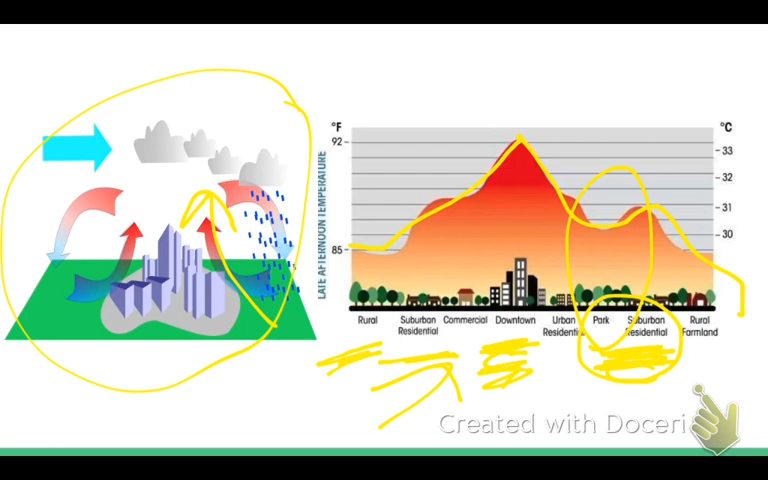 °F
°C
92
33
32
31
85
30
LATE AFTERNOON TEMPERATURE
Rural
Suburban
Residential
Commercial
Downtown
Urban
Residential
Park
Suburban
Residential
Rural
Farmland
Created with Doceri